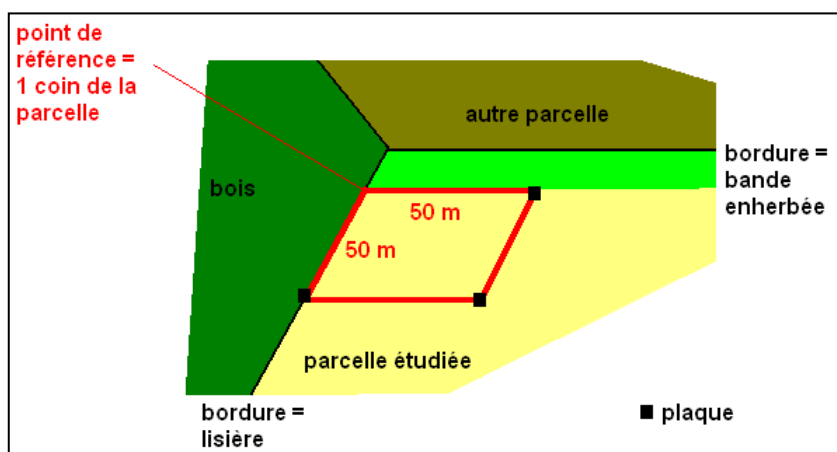 point de
référence =
1 coin de la
parcelle
autre parcelle
bois
bordure =
bande
enherbée
50 m
50 m
parcelle étudiée
bordure =
lisière
plaque